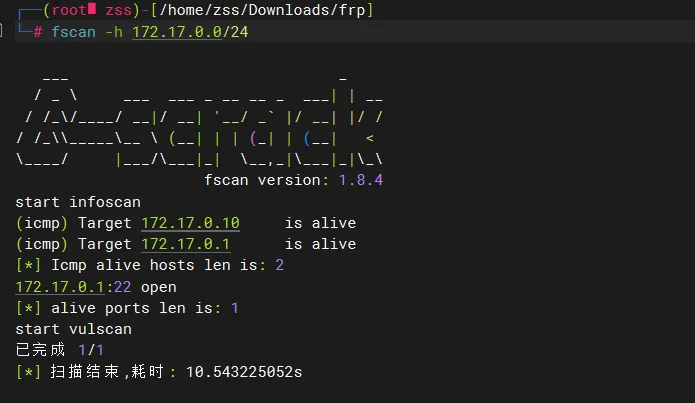 ┌──(root💀zss)-[/home/zss/Downloads/frp]
└─# fscan -h 172.17.0.0/24
   ___                              _
  / _ \     ___  ___ _ __ __ _  ___| | __
 / /_\/____/ __|/ __| '__/ _` |/ __| |/ /
/ /_\\_____\__ \ (__| | | (_| | (__|   <
\____/     |___/\___|_|  \__,_|\___|_|\_\
                     fscan version: 1.8.4
start infoscan
(icmp) Target 172.17.0.10     is alive
(icmp) Target 172.17.0.1      is alive
[*] Icmp alive hosts len is: 2
172.17.0.1:22 open
[*] alive ports len is: 1
start vulscan
已完成 1/1
[*] 扫描结束,耗时: 10.543225052s